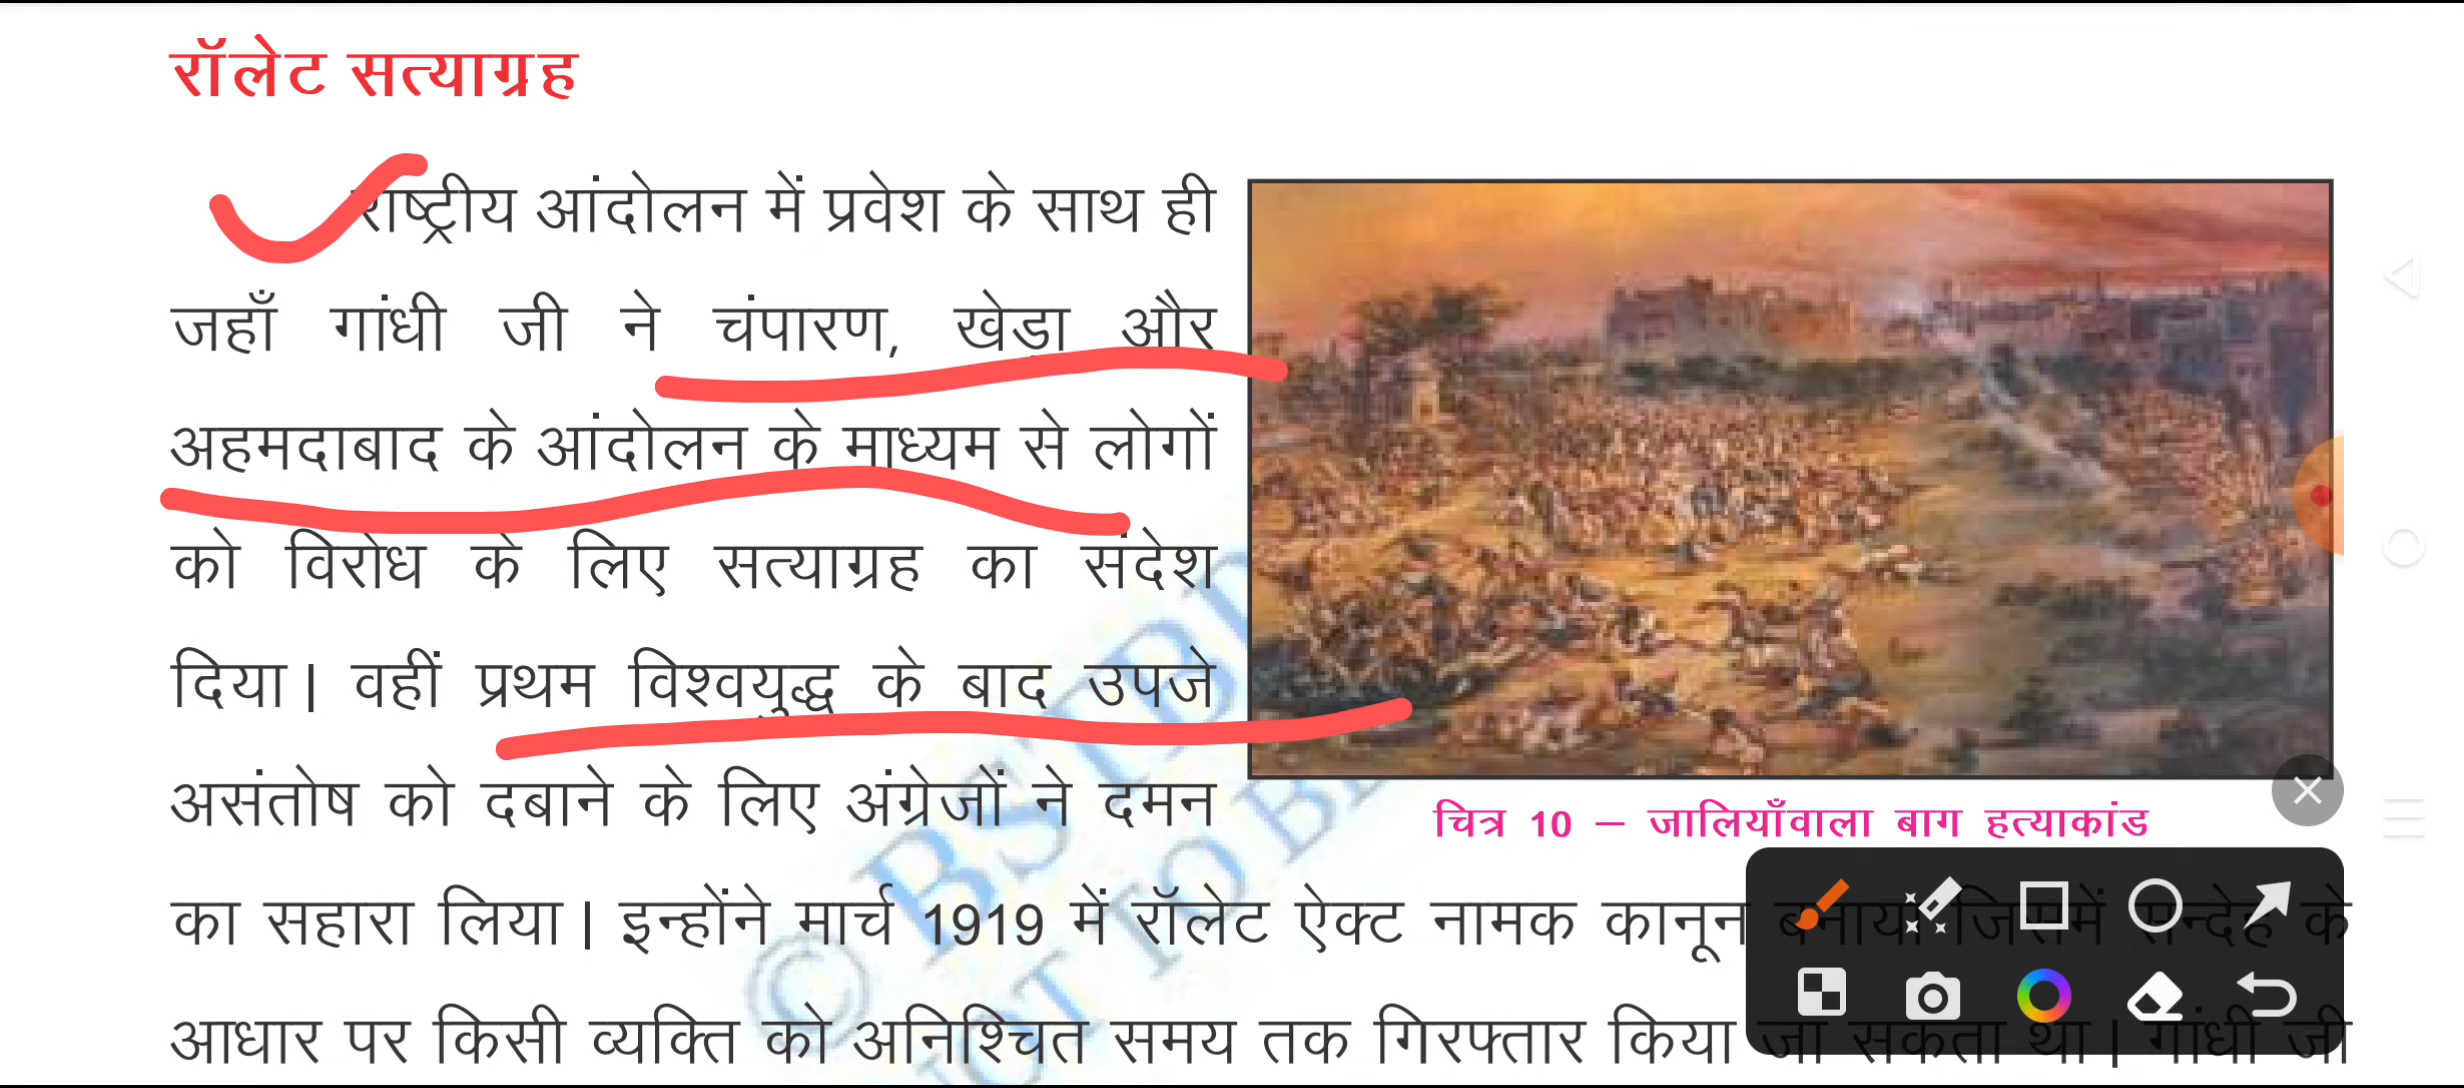 रॉलेट सत्याग्रह
राष्ट्रीय आंदोलन में प्रवेश के साथ ही
जहाँ गांधी जी ने चंपारण, खेड़ा और
अहमदाबाद के आंदोलन के माध्यम से लोगों
को विरोध के लिए सत्याग्रह का संदेश
दिया। वहीं प्रथम विश्वयुद्ध के बाद उपजे
असंतोष को दबाने के लिए अंग्रेजों ने दमन
चित्र 10 – जालियाँवाला बाग हत्याकांड
का सहारा लिया। इन्होंने मार्च 1919 में रॉलेट ऐक्ट नामक कानून बनाया जिसमें सन्देह के
आधार पर किसी व्यक्ति को अनिश्चित समय तक गिरफ्तार किया जा सकता था। गांधी जी
© BSTB